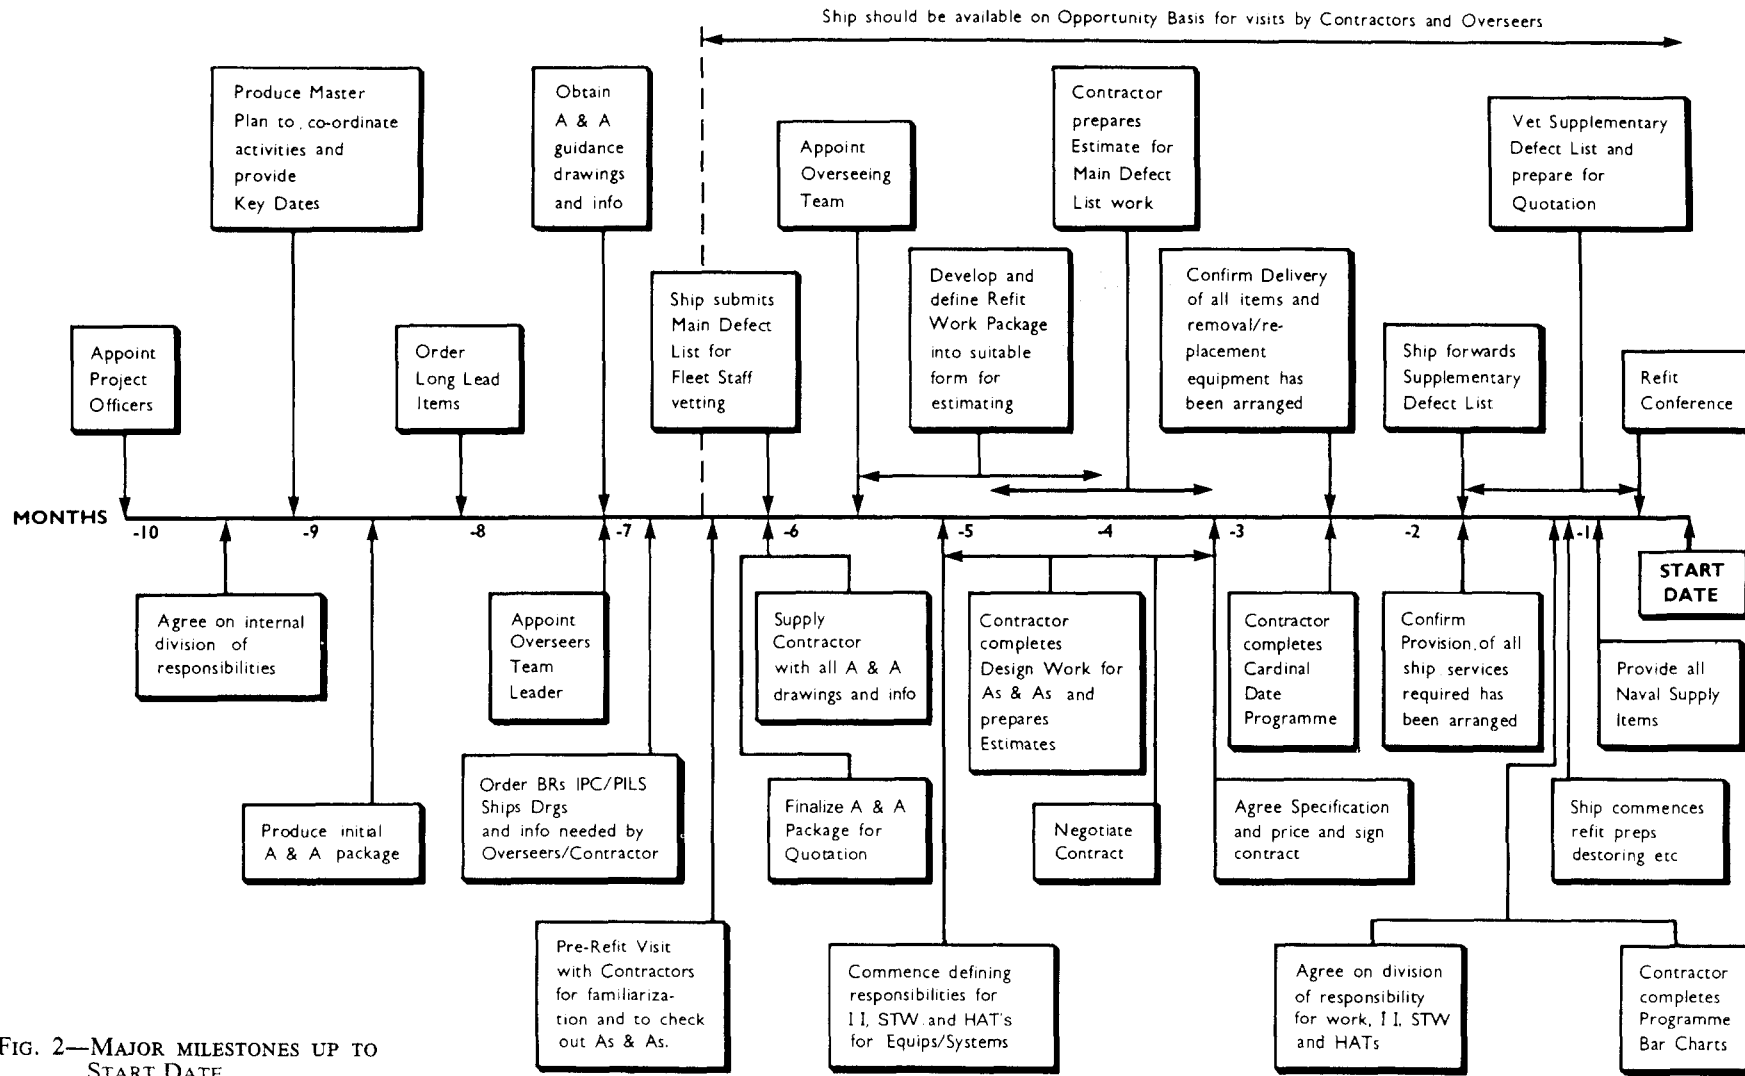 Ship should be available on Opportunity Basis for visits by Contractors and Overseers
Produce Master
Plan to co-ordinate
activities and
provide
Key Dates
Obtain
A & A
guidance
drawings
and info
Appoint
Overseeing
Team
Contractor
prepares
Estimate for
Main Defect
List work
Vet Supplementary
Defect List and
prepare for
Quotation
Appoint
Project
Officers
Order
Long Lead
Items
Ship submits
Main Defect
List for
Fleet Staff
vetting
Develop and
define Refit
Work Package
into suitable
form for
estimating
Confirm Delivery
of all items and
removal/re-
placement
equipment has
been arranged
Ship forwards
Supplementary
Defect List
Refit
Conference
MONTHS
-10
-9
-8
-7
-6
-5
-4
-3
-2
-1
START
DATE
Agree on internal
division of
responsibilities
Appoint
Overseers
Team
Leader
Supply
Contractor
with all A & A
drawings and info
Contractor
completes
Design Work for
As & As and
prepares
Estimates
Contractor
completes
Cardinal
Date
Programme
Confirm
Provision of all
ship services
required has
been arranged
Provide all
Naval Supply
Items
Produce initial
A & A package
Order BRs IPC/PILS
Ships Drgs
and info needed by
Overseers/Contractor
Finalize A & A
Package for
Quotation
Negotiate
Contract
Agree Specification
and price and sign
contract
Ship commences
refit preps
destoring etc
Pre-Refit Visit
with Contractors
for familiariza-
tion and to check
out As & As.
Commence defining
responsibilities for
I I, STW and HAT's
for Equips/Systems
Agree on division
of responsibility
for work, I I, STW
and HATs
Contractor
completes
Programme
Bar Charts
FIG. 2—MAJOR MILESTONES UP TO
START DATE